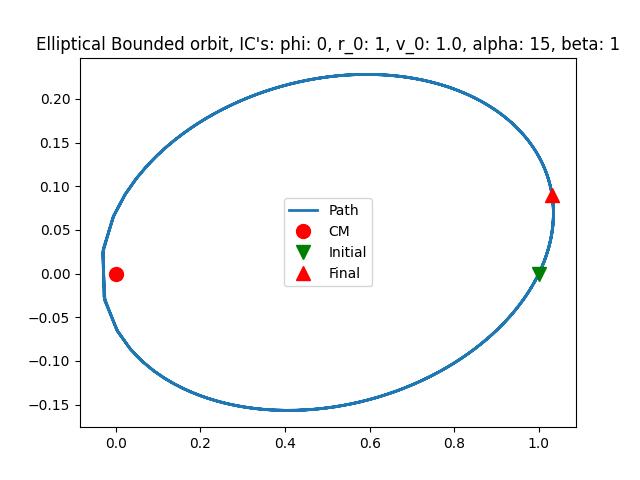 Elliptical Bounded orbit, IC's: phi: 0, r_0: 1, v_0: 1.0, alpha: 15, beta: 1
0.20
0.15
0.10
0.05
0.00
−0.05
−0.10
−0.15
Path
CM
Initial
Final
0.0 0.2 0.4 0.6 0.8 1.0